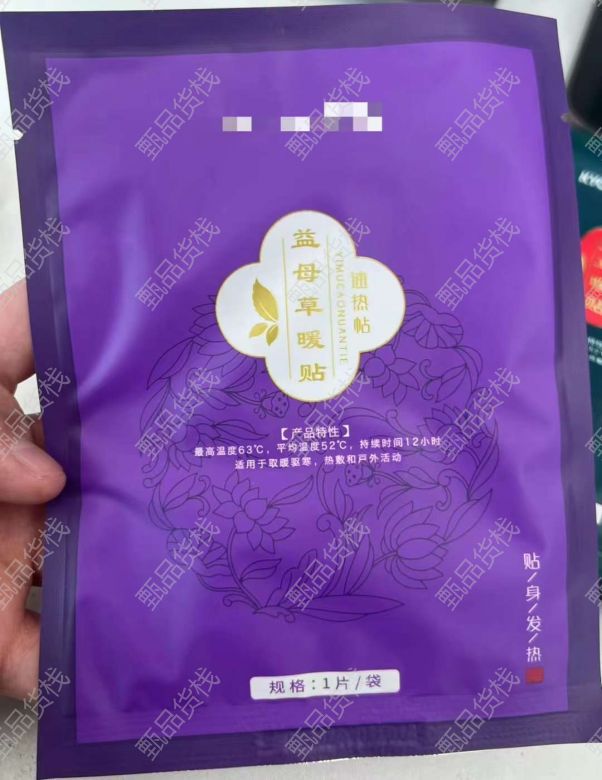 益母草暖贴
YIMUCAONUANTIE
速热帖
【产品特性】
最高温度63℃，平均温度52℃，持续时间12小时
适用于取暖驱寒，热敷和户外活动
贴/身/发/热
规格:1片/袋
KYO
甄品货栈